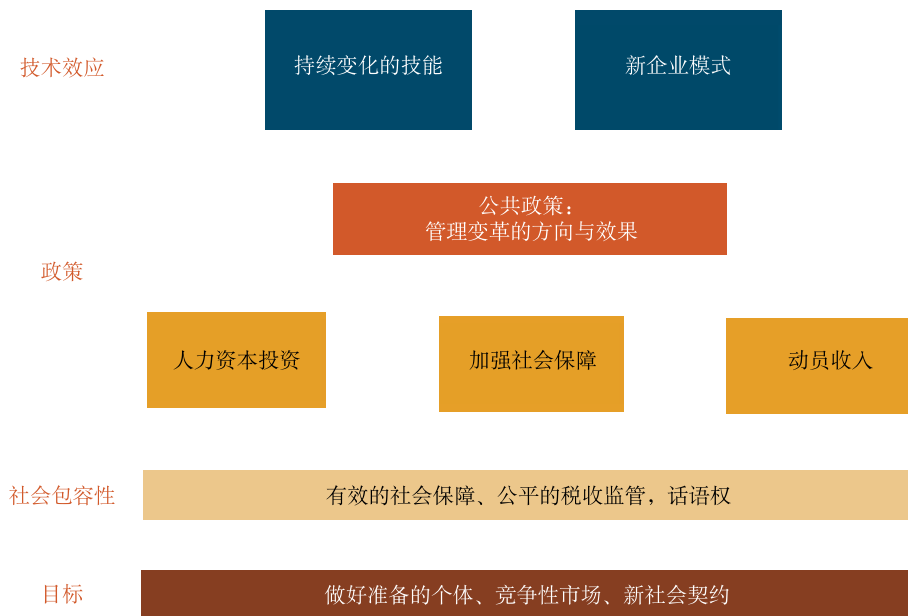 技术效应
持续变化的技能
新企业模式
公共政策：
管理变革的方向与效果
政策
人力资本投资
加强社会保障
动员收入
社会包容性
有效的社会保障、公平的税收监管，话语权
目标
做好准备的个体、竞争性市场、新社会契约